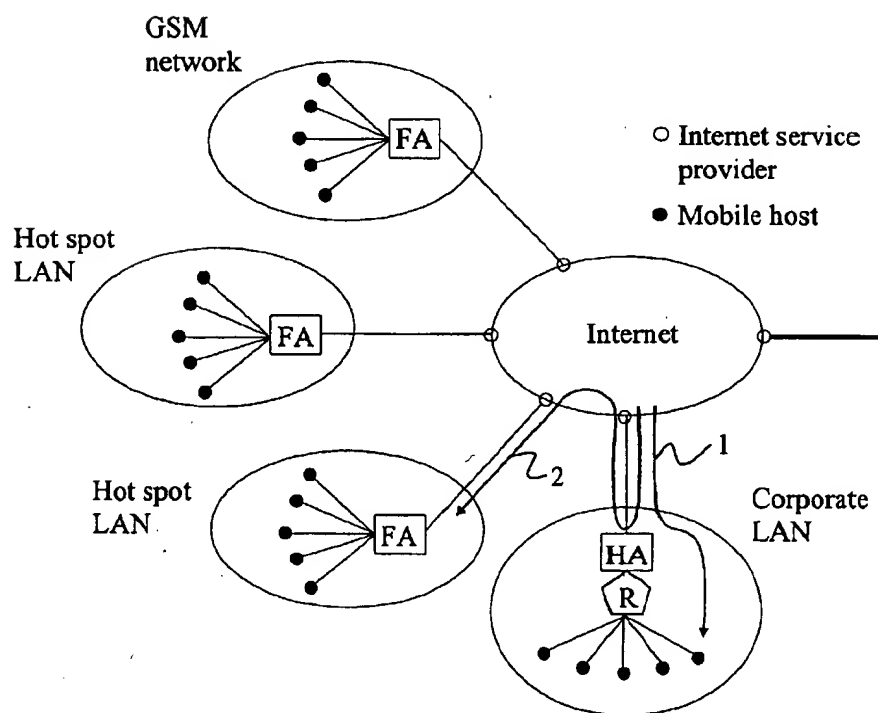 GSM
network
FA
Internet service
provider
Mobile host
Hot spot
LAN
FA
Internet
1
2
Hot spot
LAN
FA
Corporate
LAN
HA
R